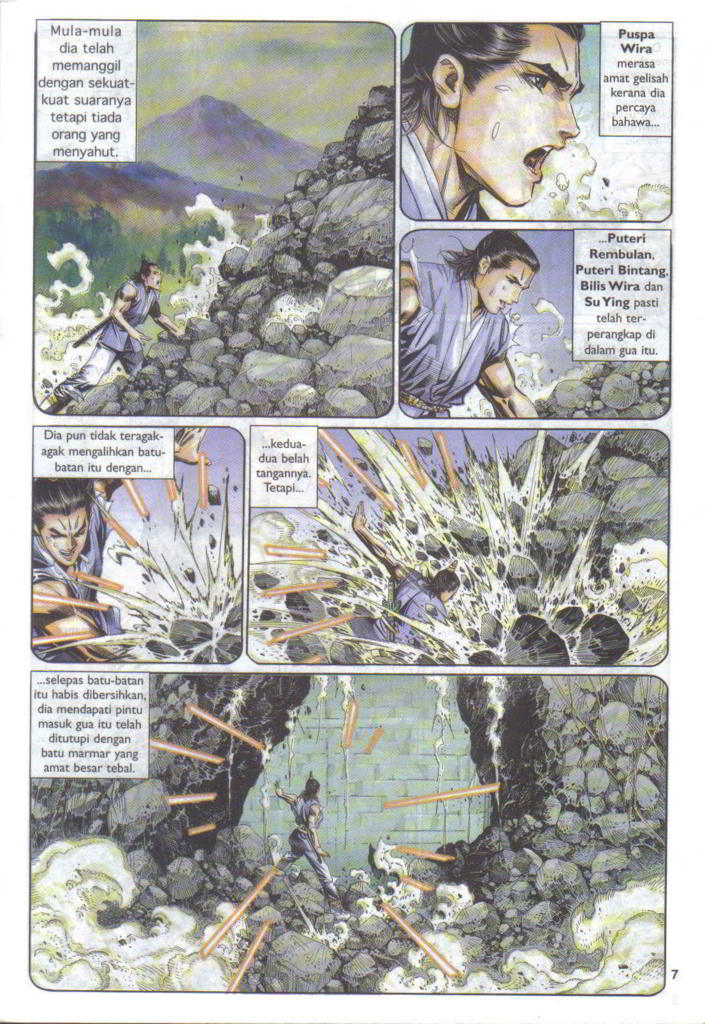 Mula-mula
dia telah
memanggil
dengan sekuat-
kuat suaranya
tetapi tiada
orang yang
menyahut.
Puspa
Wira
merasa
amat gelisah
kerana dia
percaya
bahawa...
...Puteri
Rembulan,
Puteri Bintang,
Bilis Wira dan
Su Ying pasti
telah ter-
perangkap di
dalam gua itu.
Dia pun tidak teragak-
agak mengalihkan batu-
batan itu dengan...
...kedua-
dua belah
tangannya.
Tetapi...
...selepas batu-batan
itu habis dibersihkan,
dia mendapati pintu
masuk gua itu telah
ditutupi dengan
batu marmar yang
amat besar tebal.
7